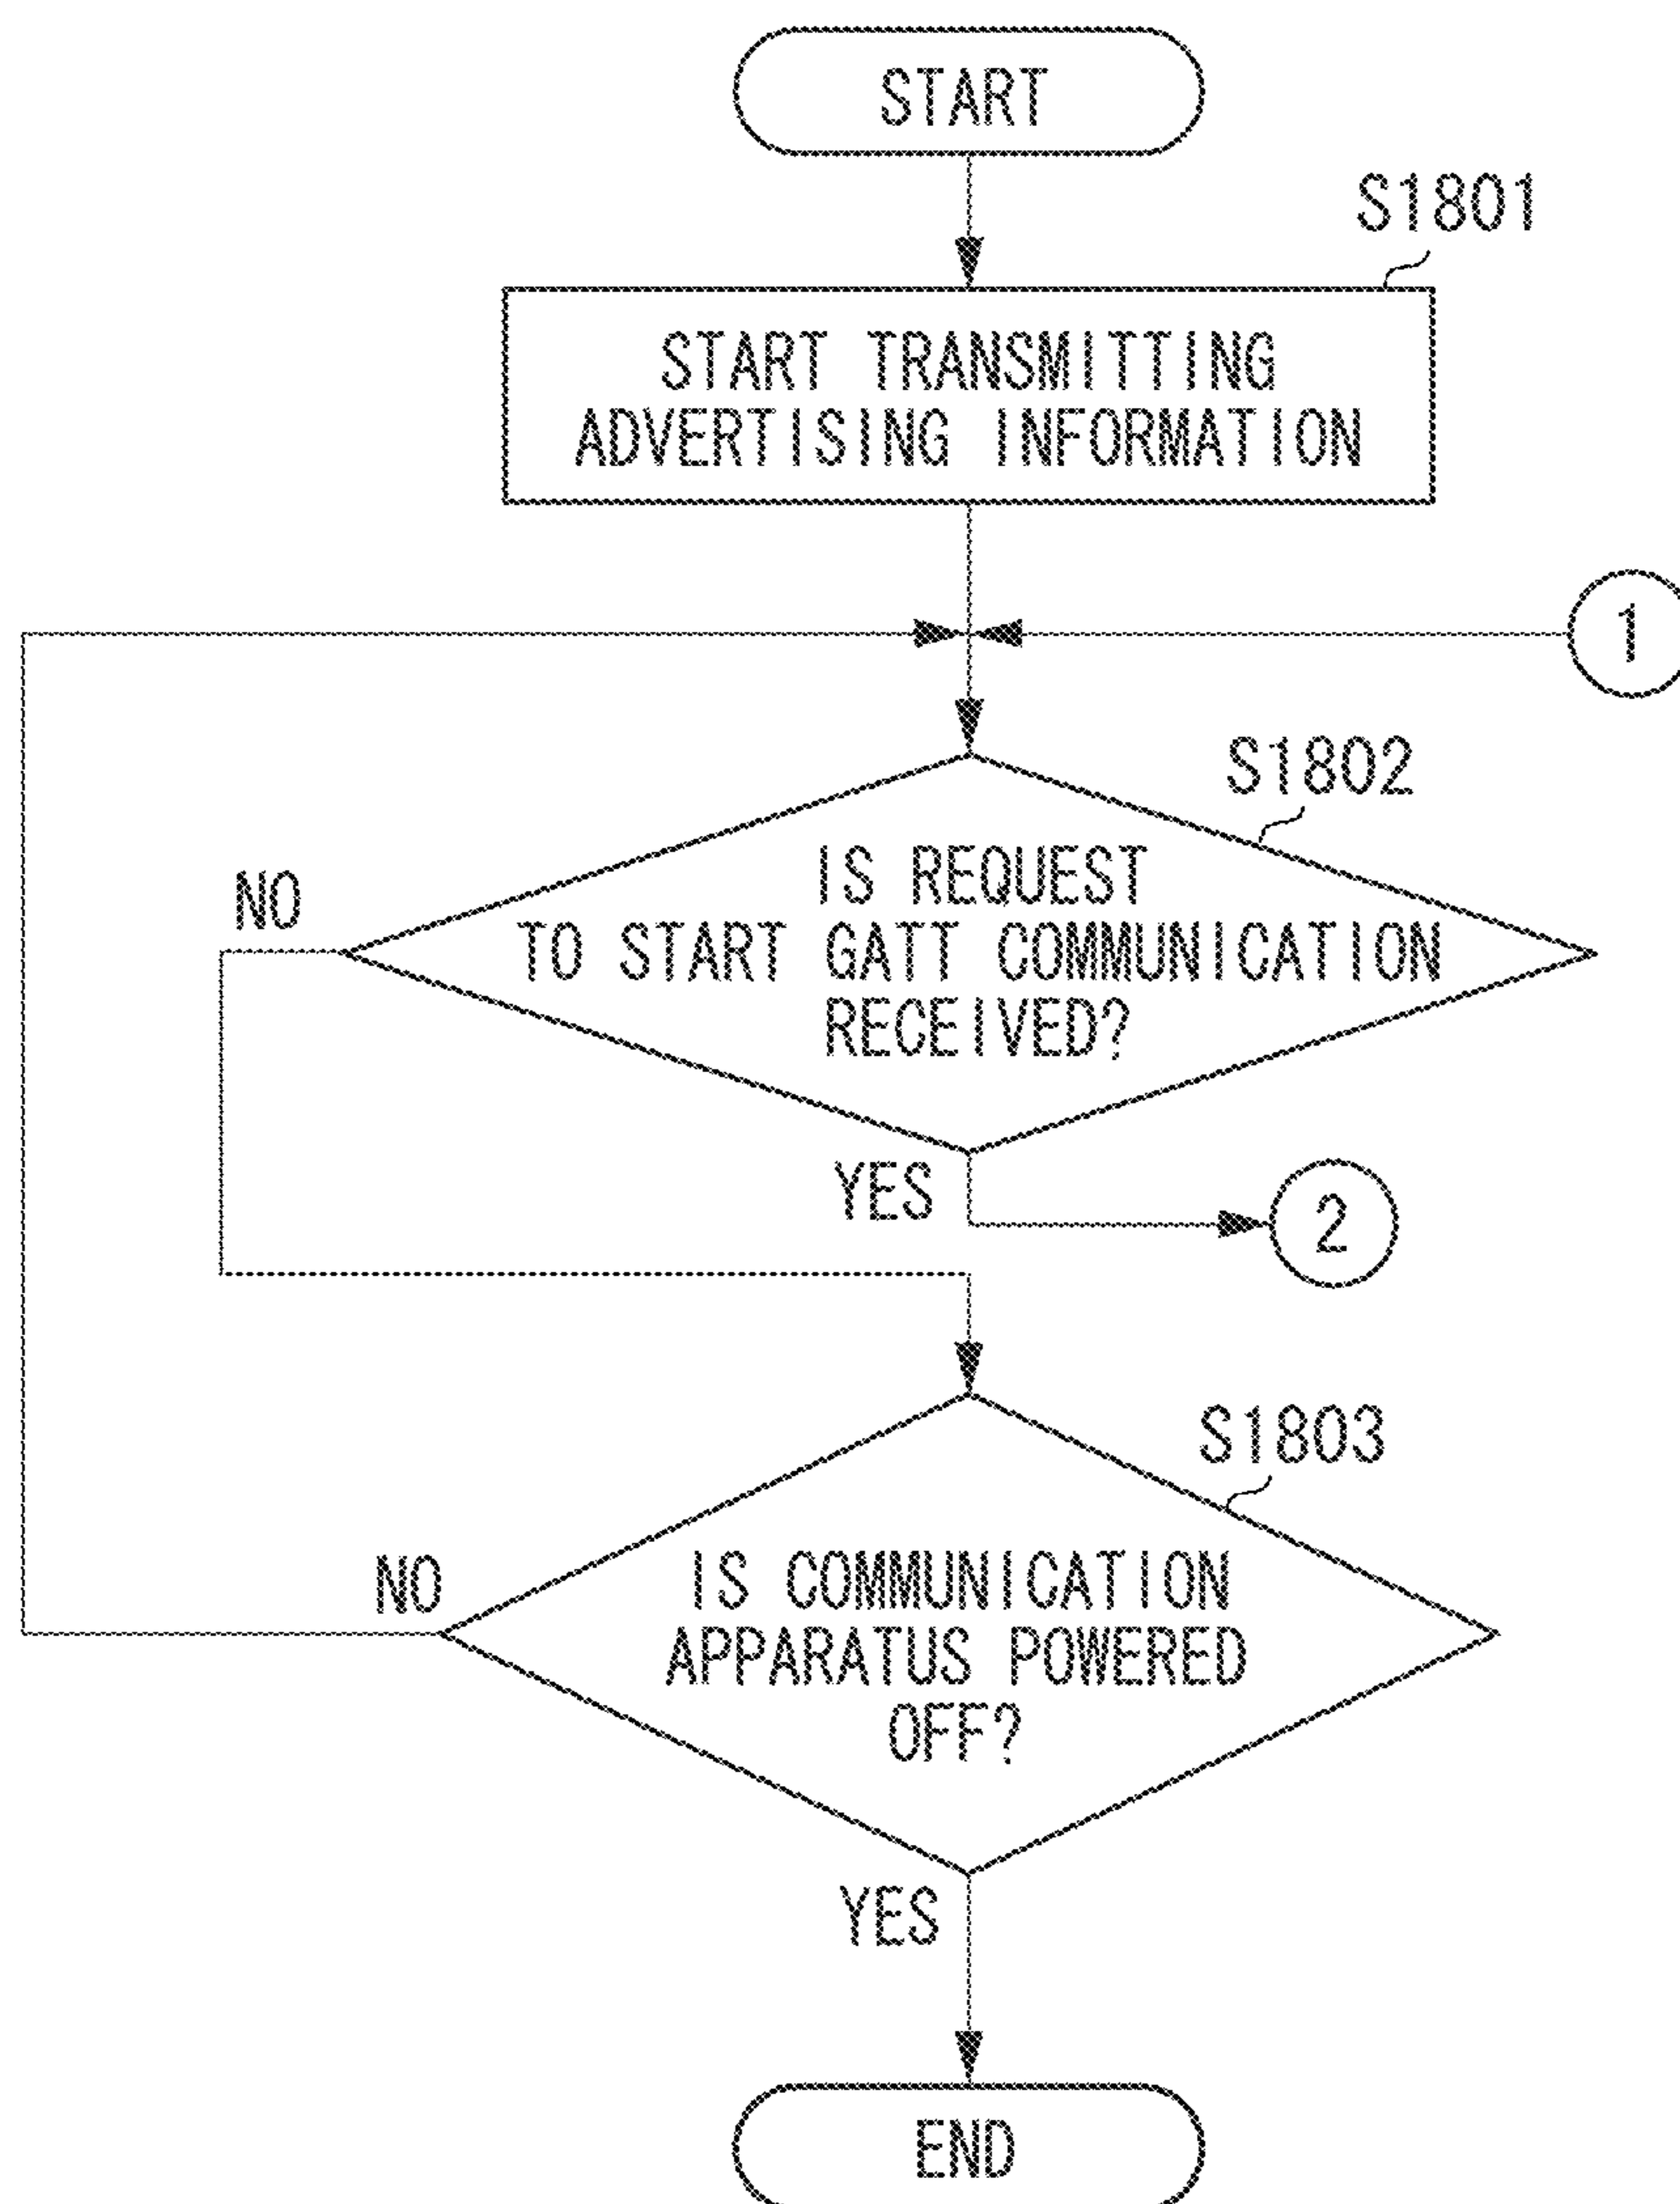 START
S1801
START TRANSMITTING
ADVERTISING INFORMATION
1
S1802
IS REQUEST
TO START GATT COMMUNICATION
RECEIVED?
NO
YES
2
S1803
IS COMMUNICATION
APPARATUS POWERED
OFF?
NO
YES
END